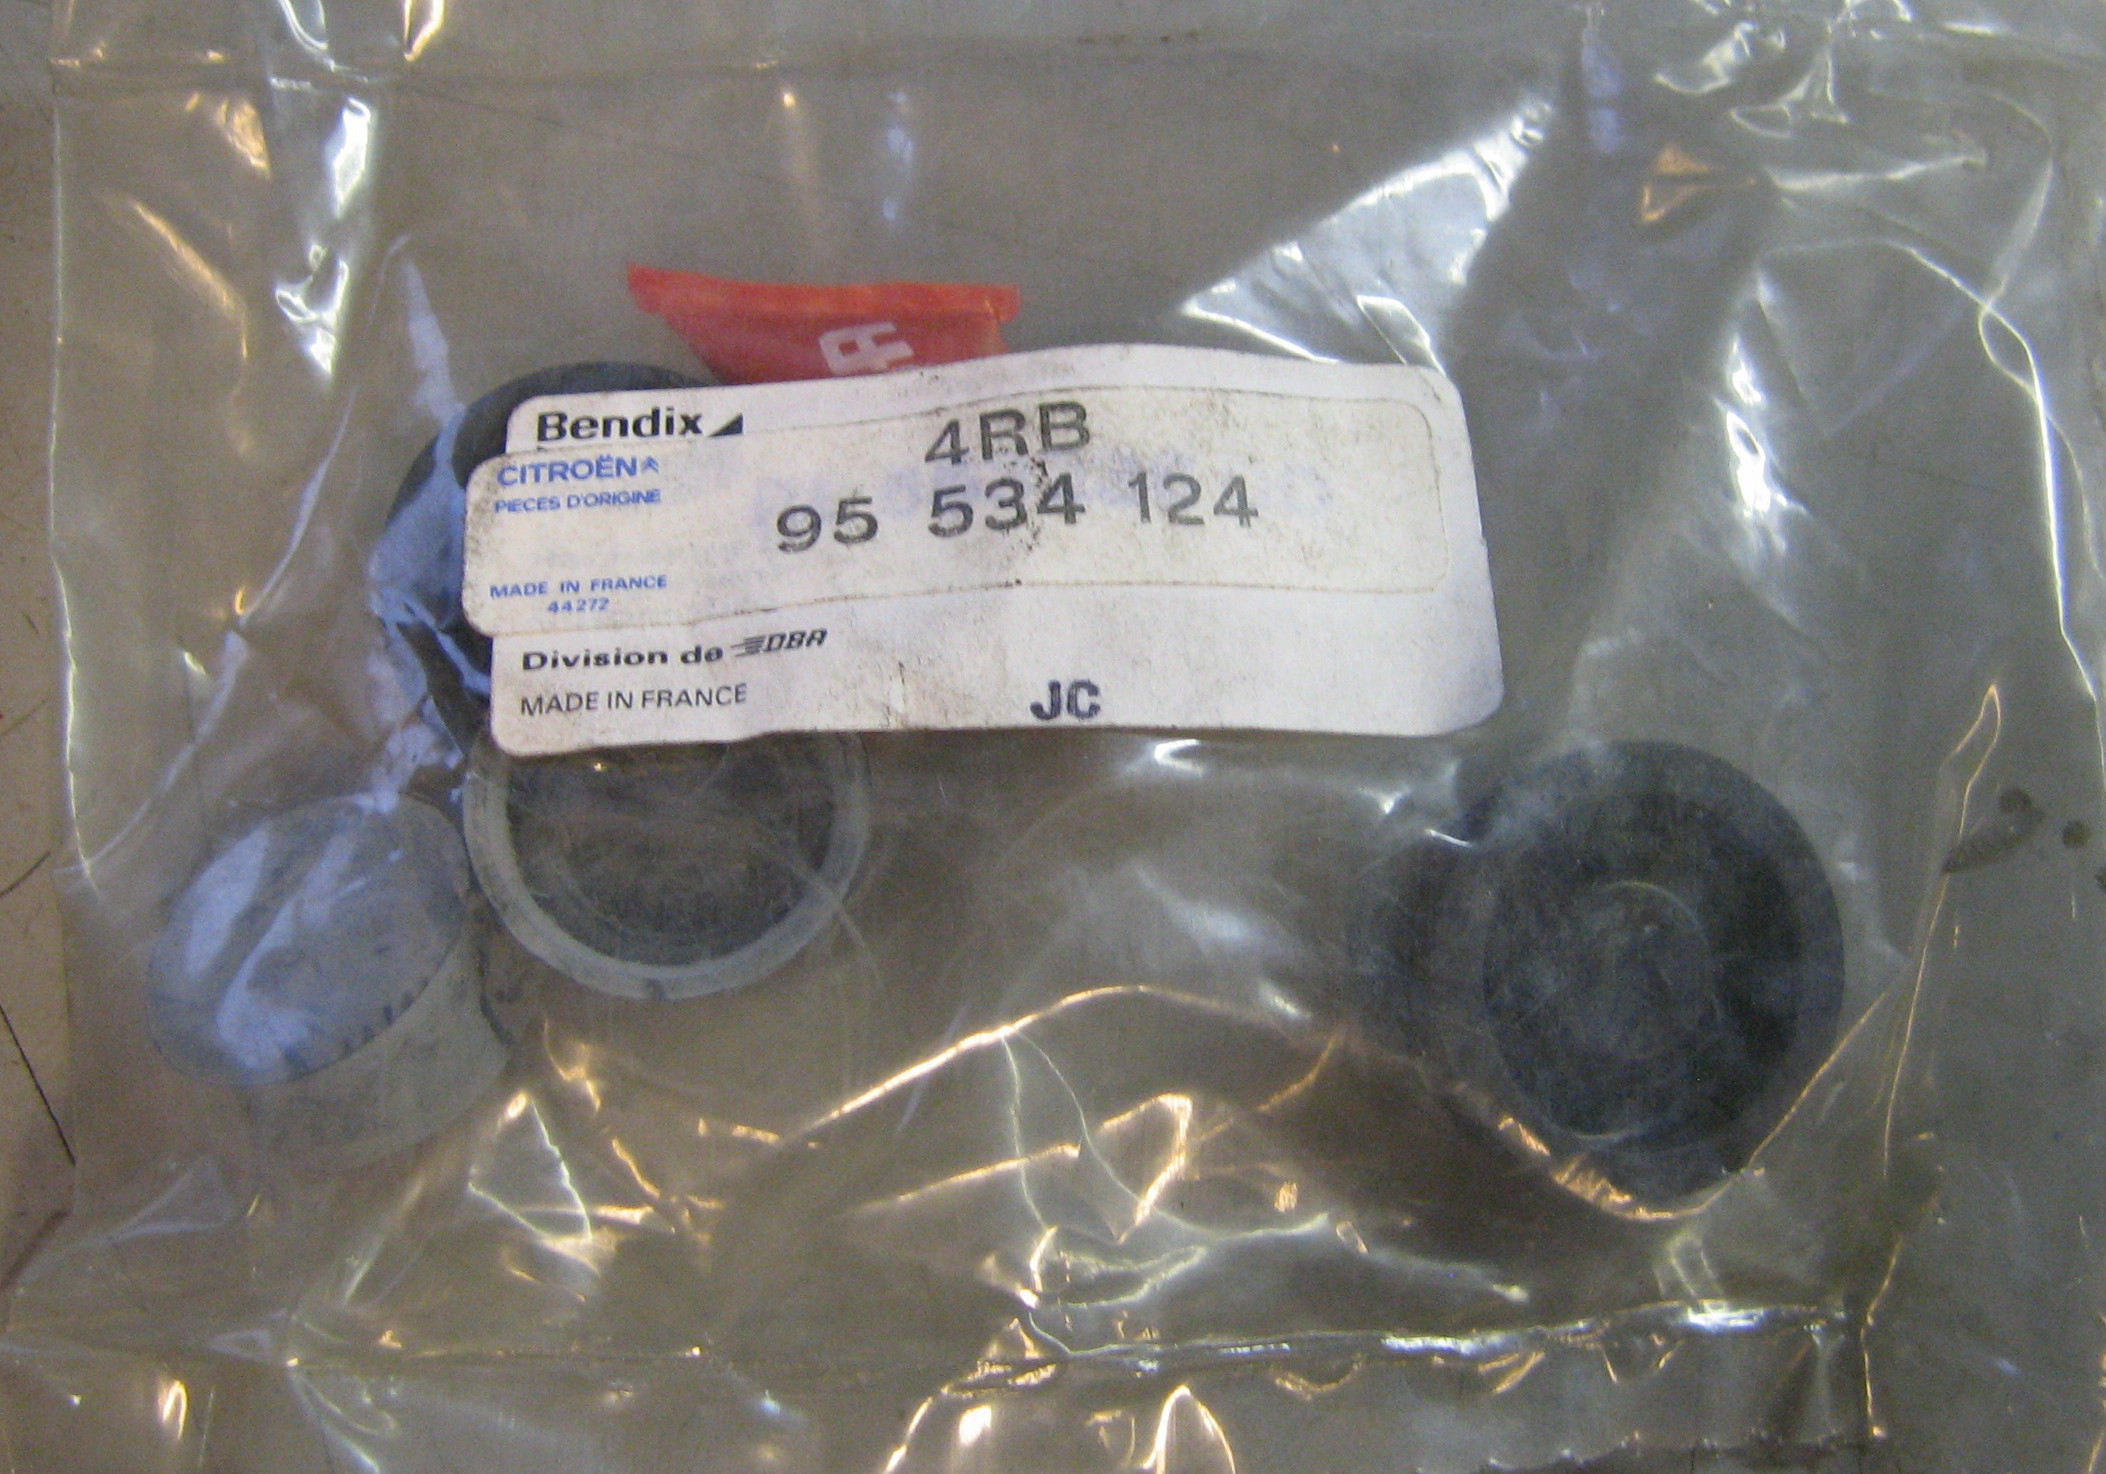 Bendix
4RB
CITROËN
PIECES D'ORIGINE
95 534 124
MADE IN FRANCE
44272
Division de DBA
MADE IN FRANCE
JC